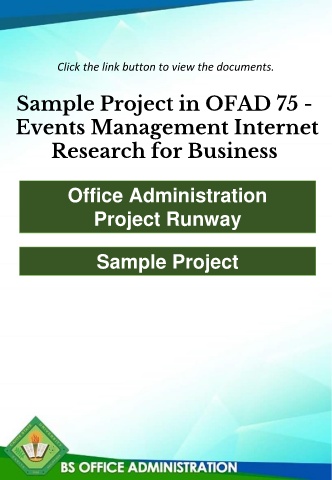 Click the link button to view the documents.
Sample Project in OFAD 75 -
Events Management Internet
Research for Business
Office Administration
Project Runway
Sample Project
BS OFFICE ADMINISTRATION